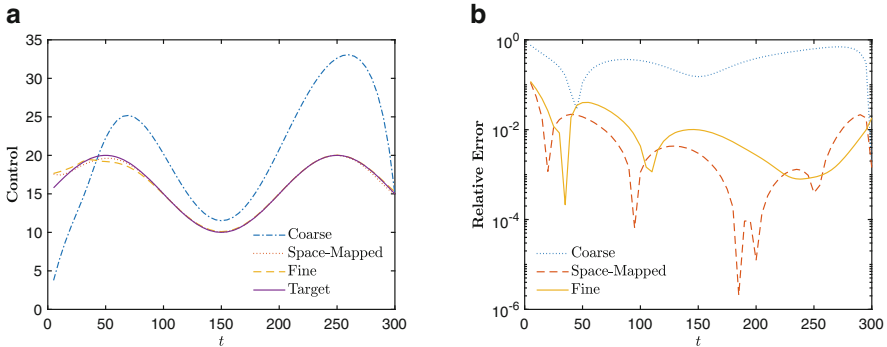 a
Control
35
30
25
20
15
10
5
0
0 50 100 150 200 250 300
t
Coarse
Space-Mapped
Fine
Target
b
Relative Error
10^0
10^-2
10^-4
10^-6
0 50 100 150 200 250 300
t
Coarse
Space-Mapped
Fine